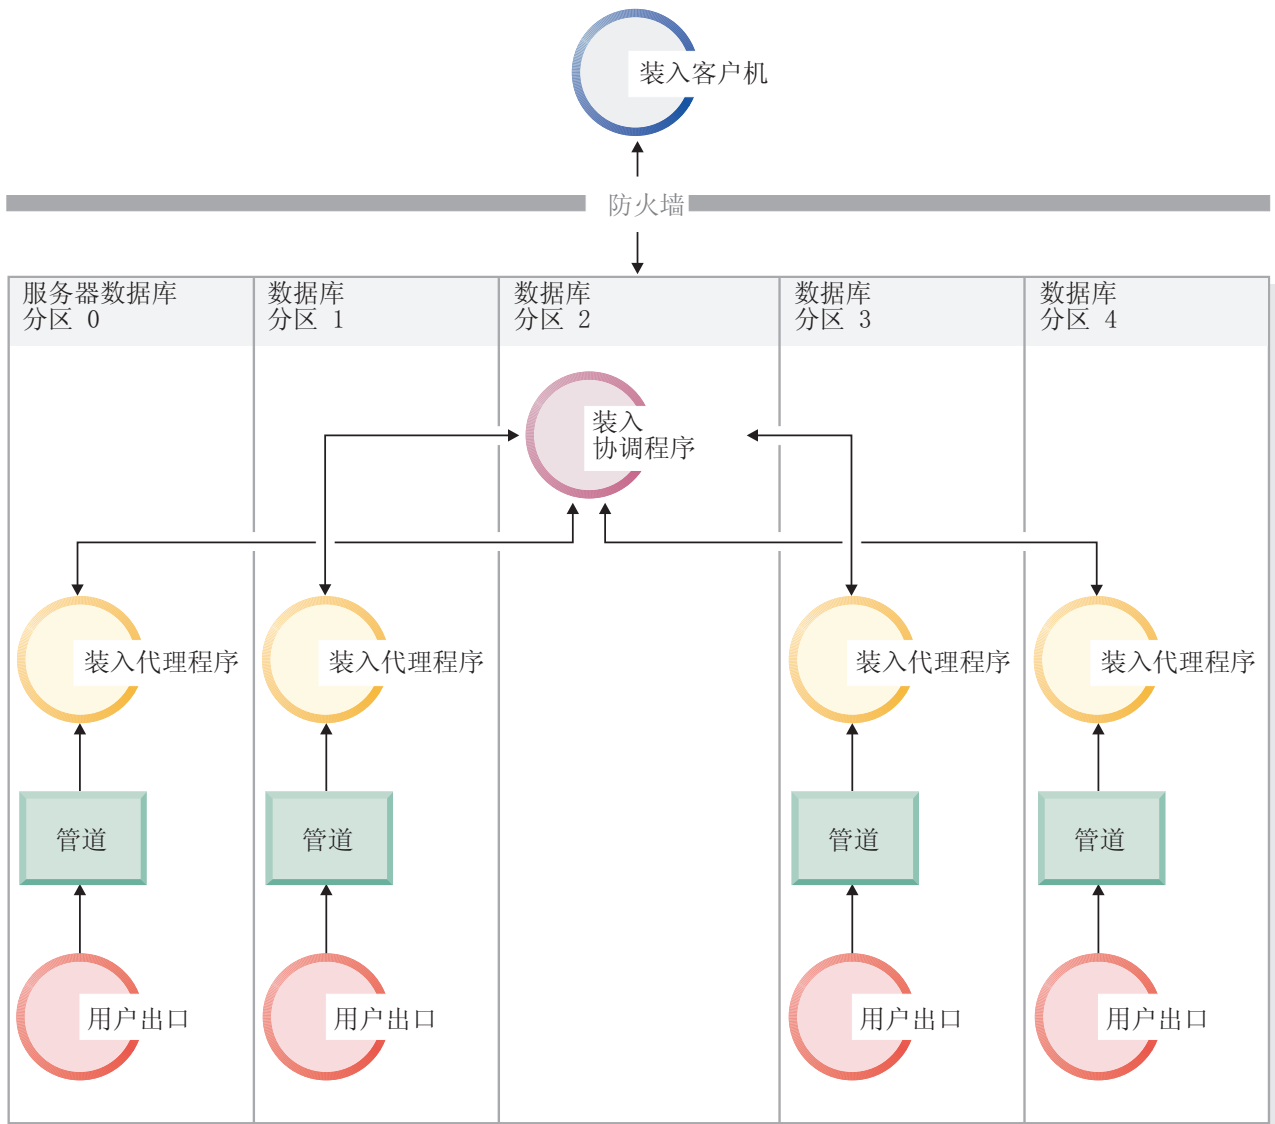 装入客户机
防火墙
服务器数据库
分区 0
数据库
分区 1
数据库
分区 2
数据库
分区 3
数据库
分区 4
装入
协调程序
装入代理程序
装入代理程序
装入代理程序
装入代理程序
管道
管道
管道
管道
用户出口
用户出口
用户出口
用户出口